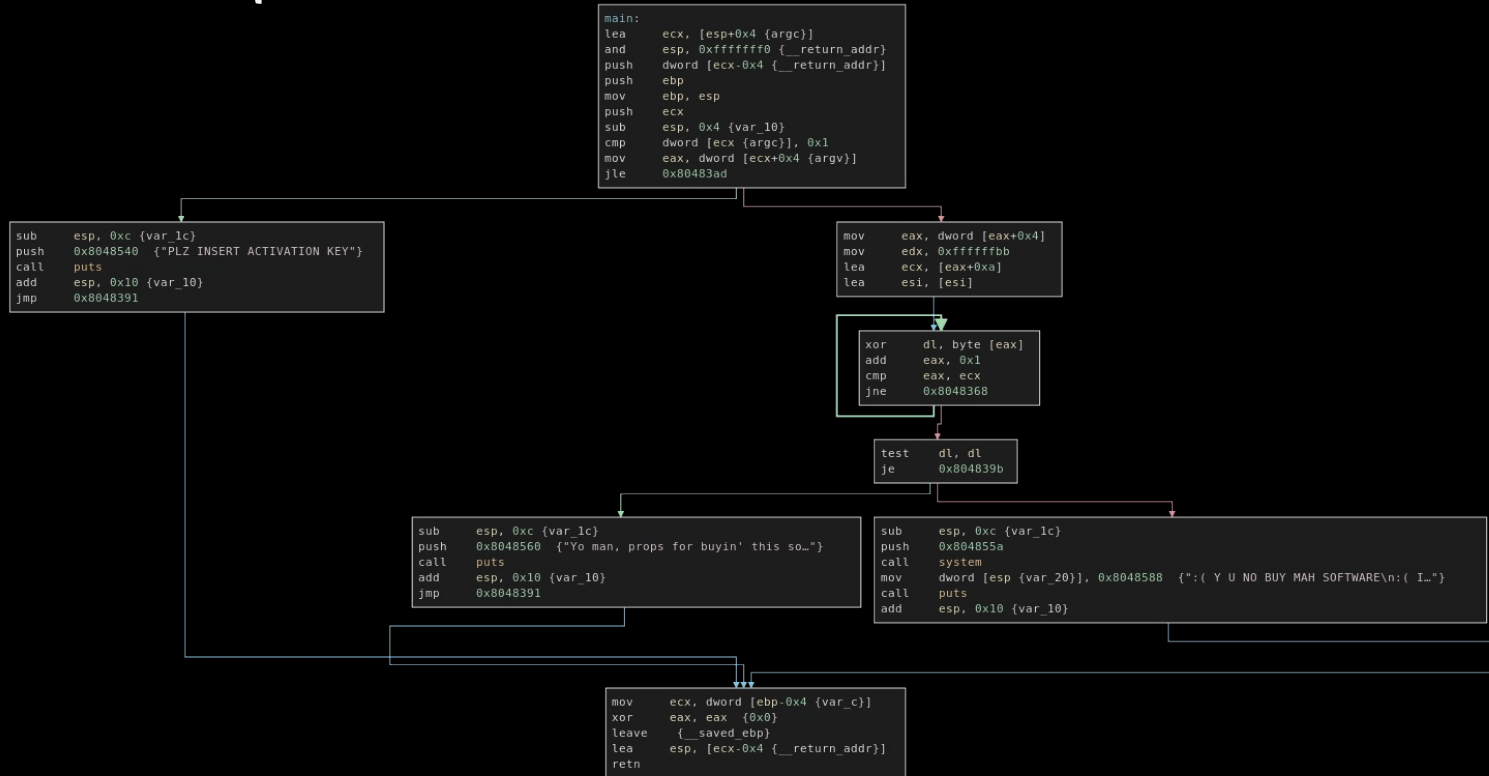 main:
lea ecx, [esp+0x4 {argc}]
and esp, 0xfffffff0 {__return_addr}
push dword [ecx-0x4 {__return_addr}]
push ebp
mov ebp, esp
push ecx
sub esp, 0x4 {var_10}
cmp dword [ecx {argc}], 0x1
mov eax, dword [ecx+0x4 {argv}]
jle 0x80483ad
sub esp, 0xc {var_1c}
push 0x8048540 {"PLZ INSERT ACTIVATION KEY"}
call puts
add esp, 0x10 {var_10}
jmp 0x8048391
mov eax, dword [eax+0x4]
mov edx, 0xffffffbb
lea ecx, [eax+0xa]
lea esi, [esi]
xor dl, byte [eax]
add eax, 0x1
cmp eax, ecx
jne 0x8048368
test dl, dl
je 0x804839b
sub esp, 0xc {var_1c}
push 0x8048560 {"Yo man, props for buyin' this so…"}
call puts
add esp, 0x10 {var_10}
jmp 0x8048391
sub esp, 0xc {var_1c}
push 0x804855a
call system
mov dword [esp {var_20}], 0x8048588 {":( Y U NO BUY MAH SOFTWARE\n:( I…"}
call puts
add esp, 0x10 {var_10}
mov ecx, dword [ebp-0x4 {var_c}]
xor eax, eax {0x0}
leave {__saved_ebp}
lea esp, [ecx-0x4 {__return_addr}]
retn